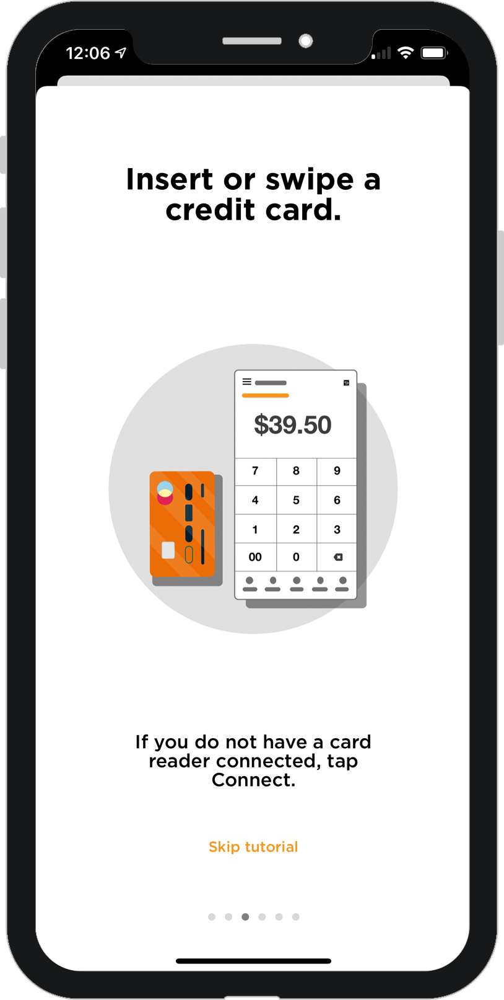 12:06
Insert or swipe a
credit card.
$39.50
7 8 9
4 5 6
1 2 3
00 0
If you do not have a card
reader connected, tap
Connect.
Skip tutorial